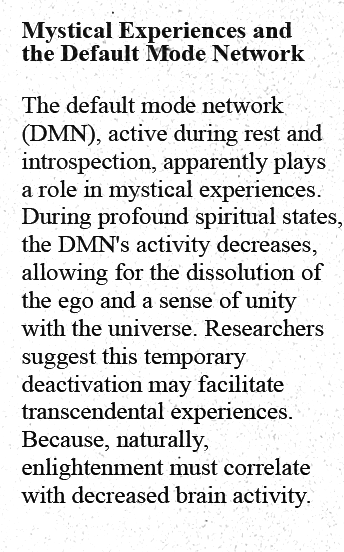 Mystical Experiences and
the Default Mode Network
The default mode network
(DMN), active during rest and
introspection, apparently plays
a role in mystical experiences.
During profound spiritual states,
the DMN's activity decreases,
allowing for the dissolution of
the ego and a sense of unity
with the universe. Researchers
suggest this temporary
deactivation may facilitate
transcendental experiences.
Because, naturally,
enlightenment must correlate
with decreased brain activity.